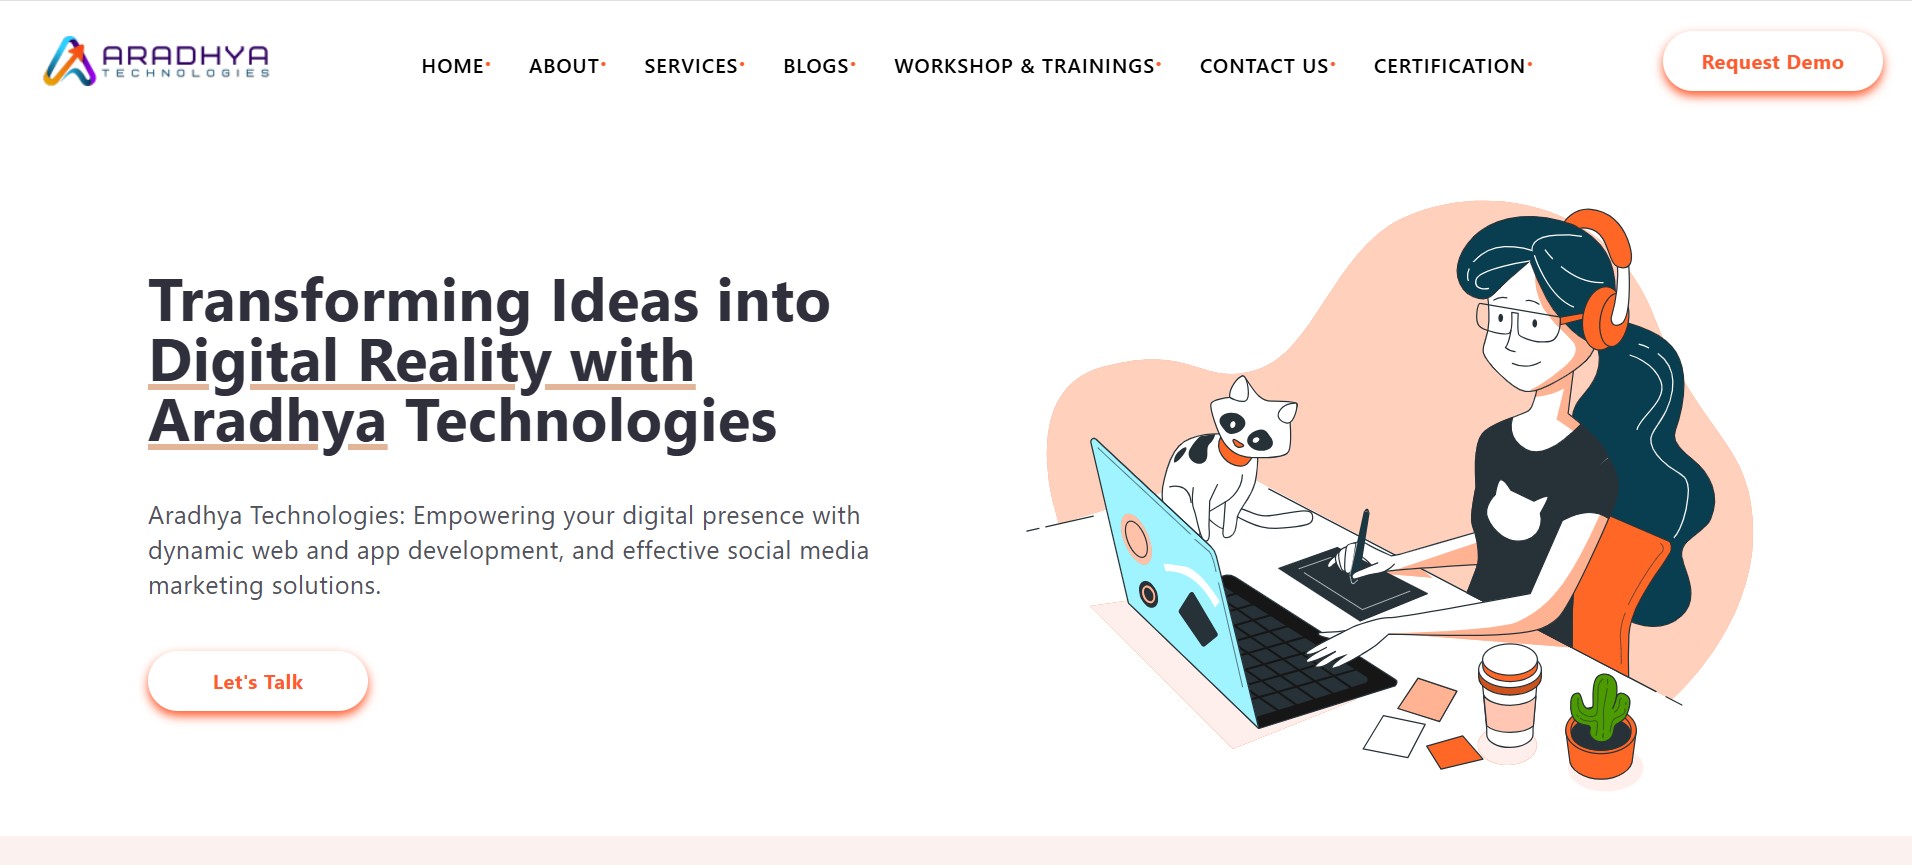 ARADHYA
TECHNOLOGIES
HOME
ABOUT
SERVICES
BLOGS
WORKSHOP & TRAININGS
CONTACT US
CERTIFICATION
Request Demo
Transforming Ideas into
Digital Reality with
Aradhya Technologies
Aradhya Technologies: Empowering your digital presence with
dynamic web and app development, and effective social media
marketing solutions.
Let's Talk